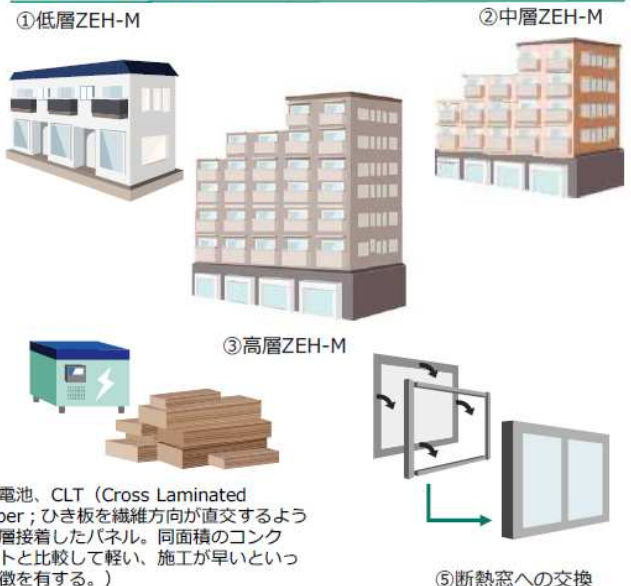 ①低層ZEH-M
②中層ZEH-M
③高層ZEH-M
電池、CLT（Cross Laminated
ber；ひき板を繊維方向が直交するよう
層接着したパネル。同面積のコンク
トと比較して軽い、施工が早いといっ
徴を有する。）
⑤断熱窓への交換